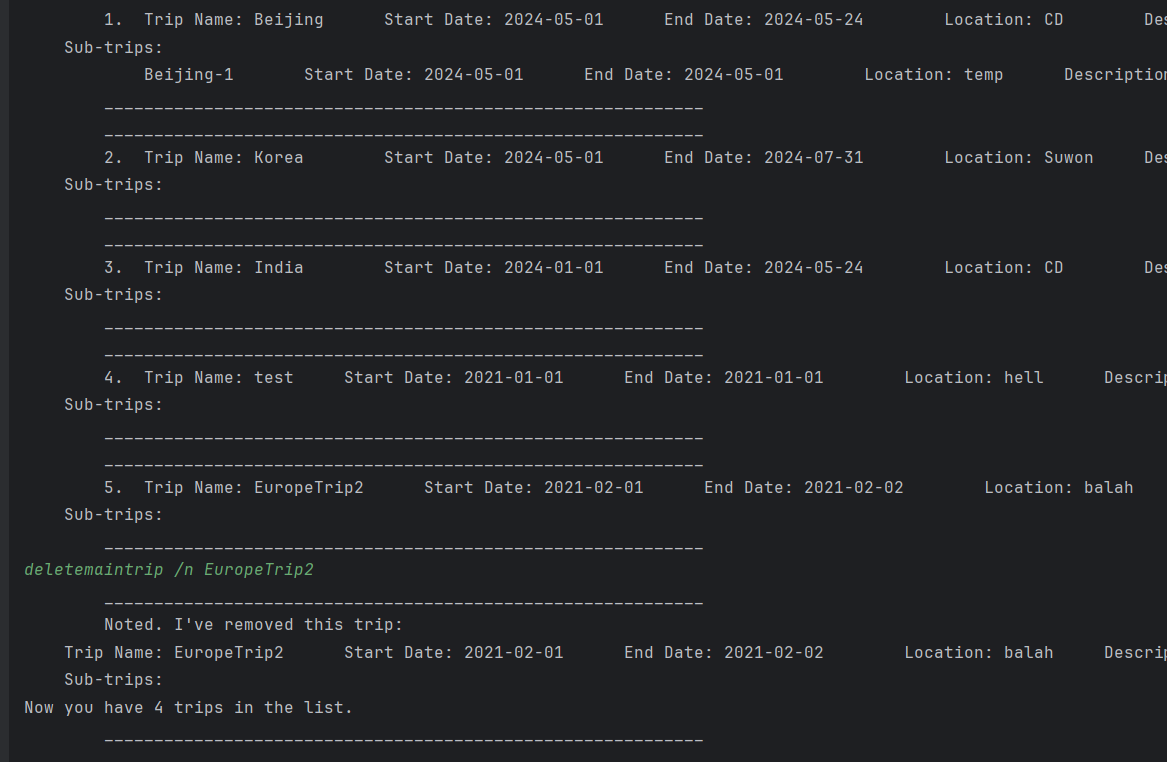 1. Trip Name: Beijing Start Date: 2024-05-01 End Date: 2024-05-24 Location: CD
Sub-trips:
Beijing-1 Start Date: 2024-05-01 End Date: 2024-05-01 Location: temp Description
____________________________________________________________
____________________________________________________________
2. Trip Name: Korea Start Date: 2024-05-01 End Date: 2024-07-31 Location: Suwon
Sub-trips:
____________________________________________________________
____________________________________________________________
3. Trip Name: India Start Date: 2024-01-01 End Date: 2024-05-24 Location: CD
Sub-trips:
____________________________________________________________
____________________________________________________________
4. Trip Name: test Start Date: 2021-01-01 End Date: 2021-01-01 Location: hell Descrip
Sub-trips:
____________________________________________________________
____________________________________________________________
5. Trip Name: EuropeTrip2 Start Date: 2021-02-01 End Date: 2021-02-02 Location: balah
Sub-trips:
____________________________________________________________
deletemaintrip /n EuropeTrip2
____________________________________________________________
Noted. I've removed this trip:
Trip Name: EuropeTrip2 Start Date: 2021-02-01 End Date: 2021-02-02 Location: balah Descrip
Sub-trips:
Now you have 4 trips in the list.
____________________________________________________________